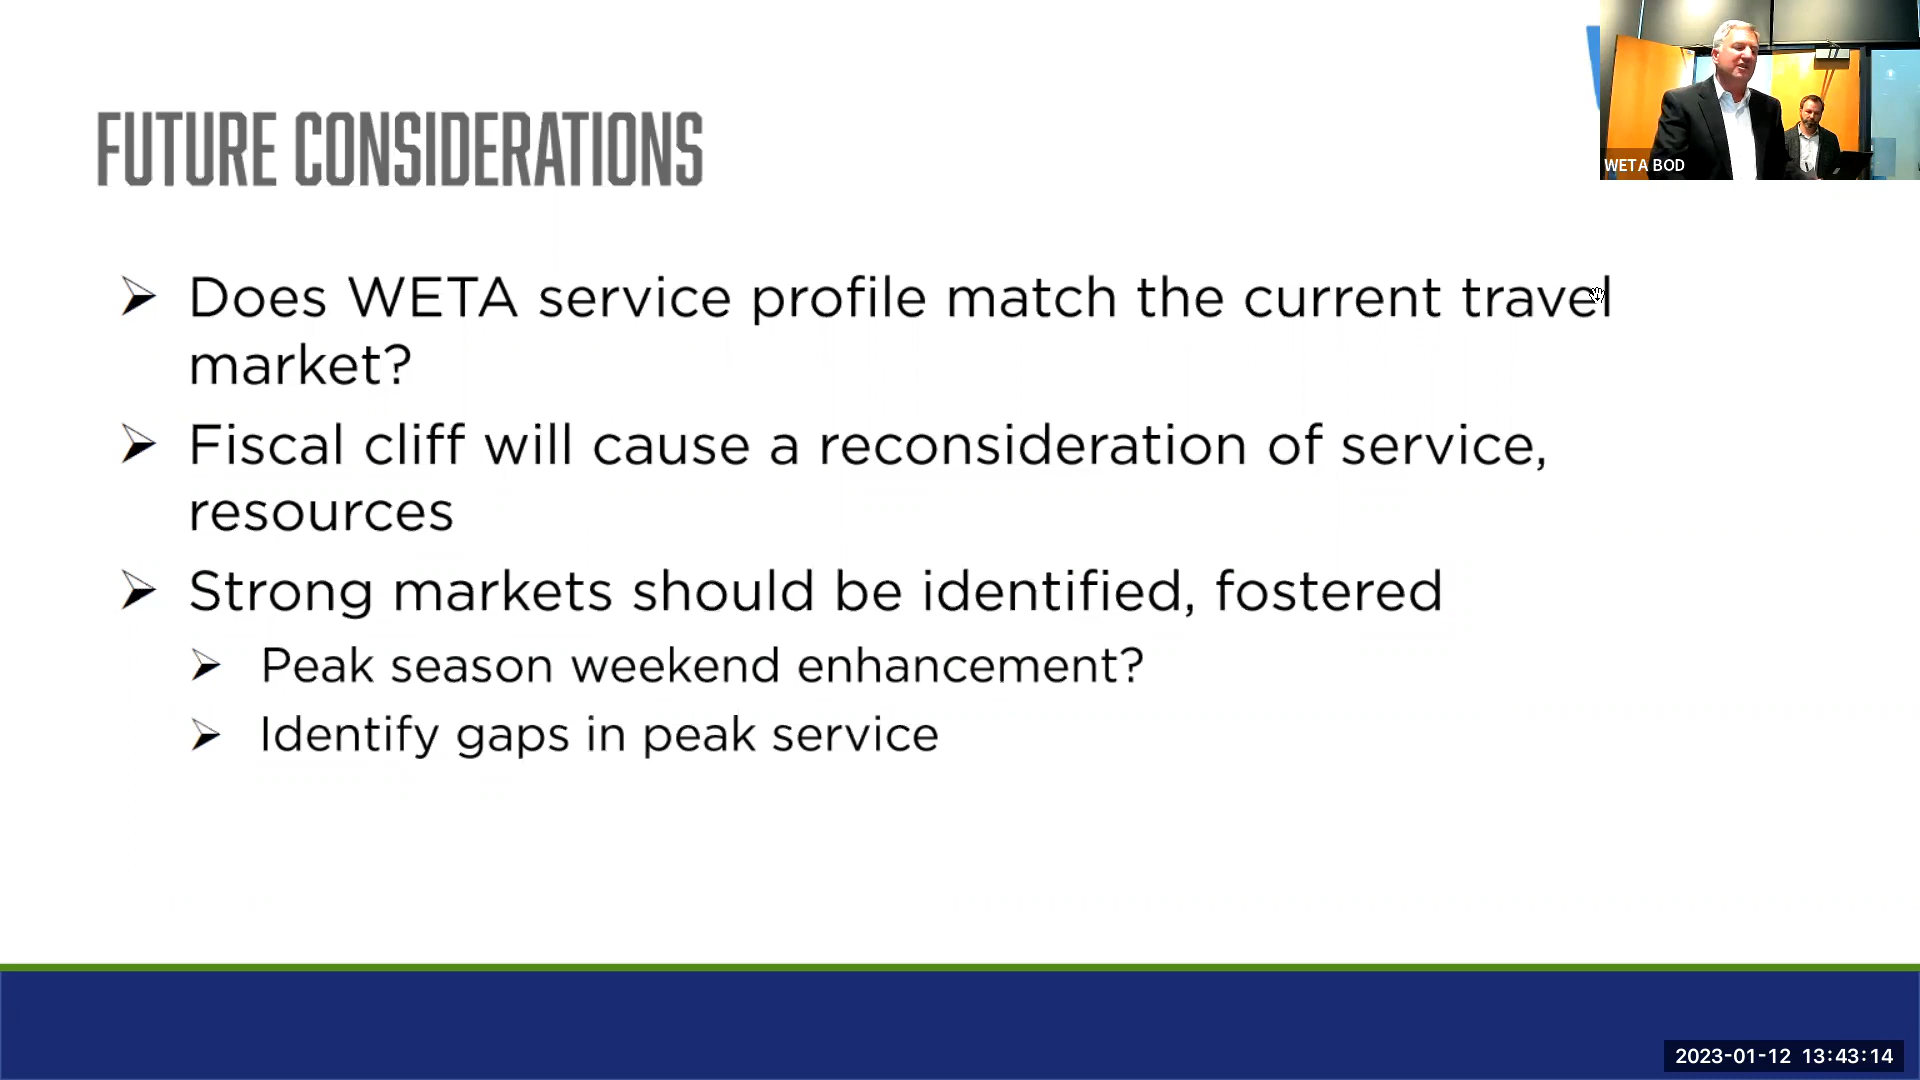 WETA BOD
FUTURE CONSIDERATIONS
Does WETA service profile match the current travel
market?
Fiscal cliff will cause a reconsideration of service,
resources
Strong markets should be identified, fostered
Peak season weekend enhancement?
Identify gaps in peak service
2023-01-12 13:43:14